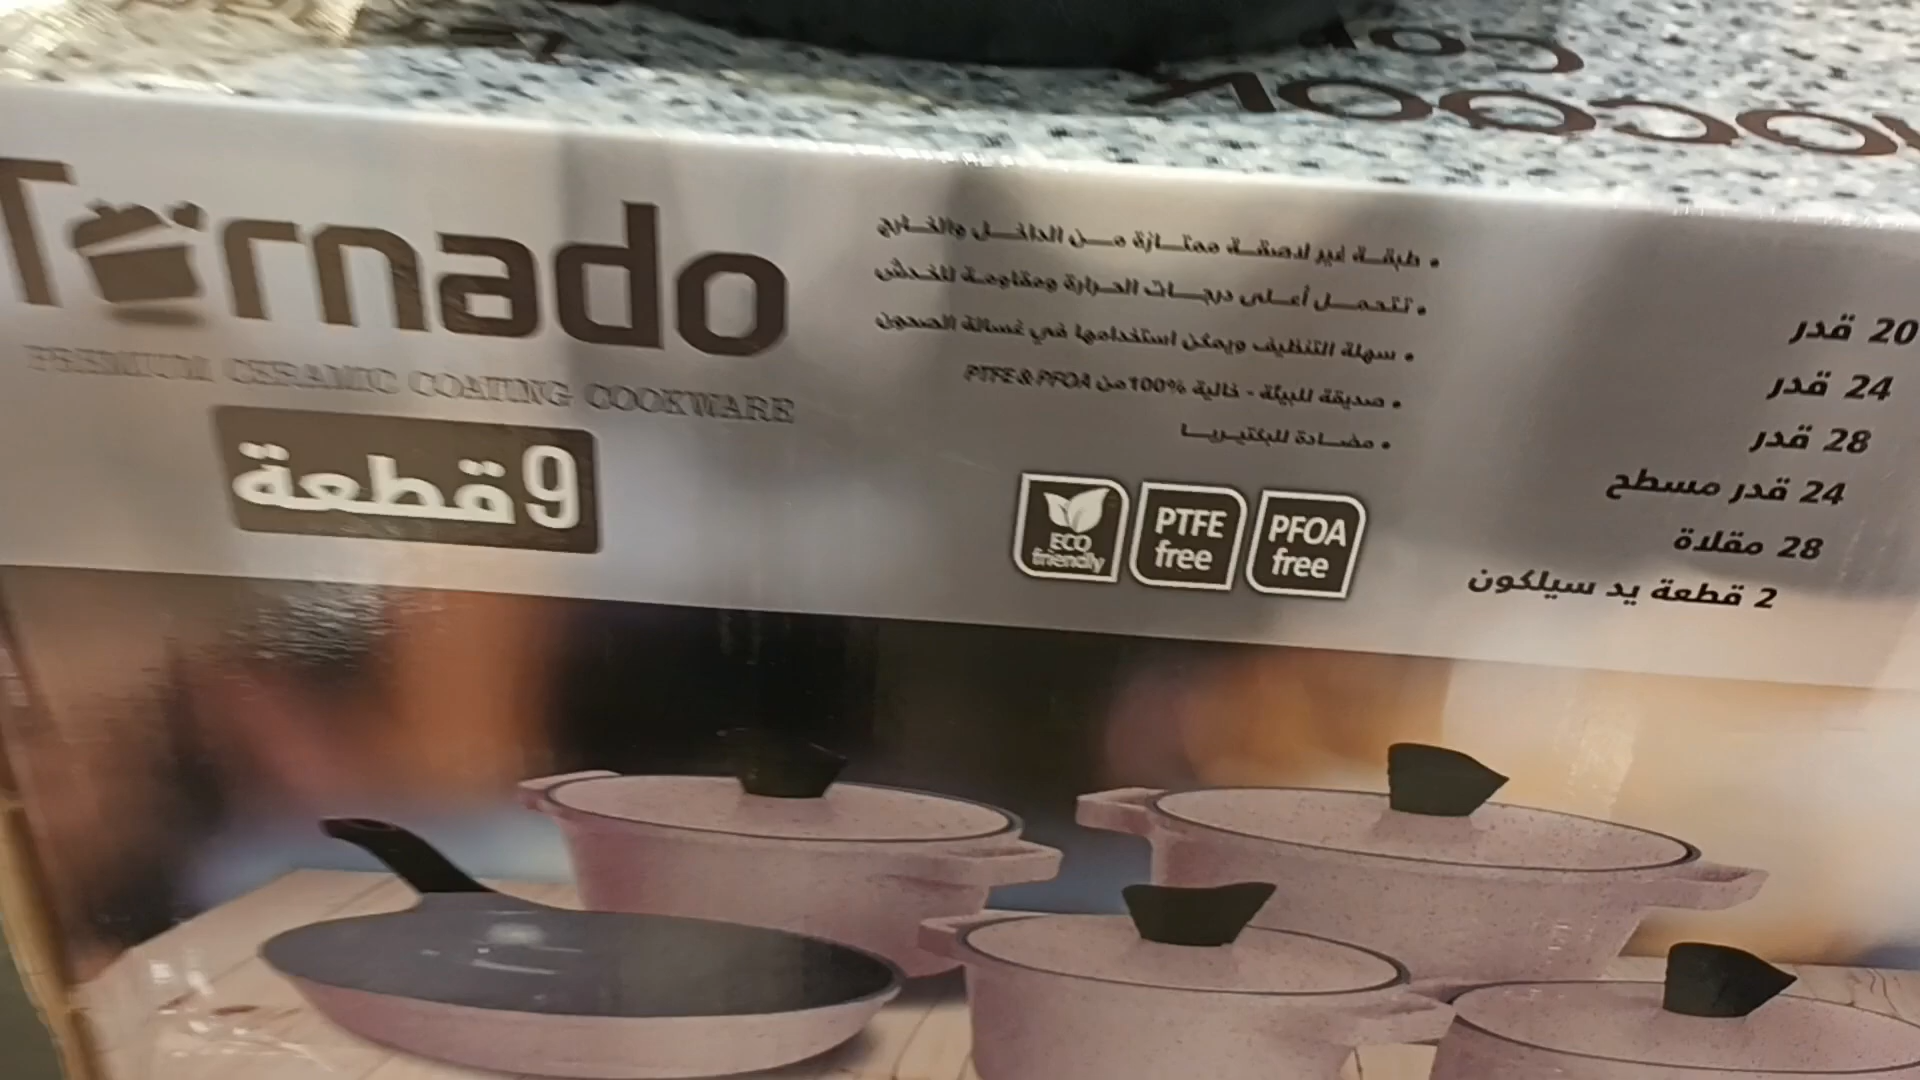 Tornado
PREMIUM CERAMIC COATING COOKWARE
9 قطعة
• طبقة غير لاصقة ممتازة من الداخل والخارج
• تتحمل أعلى درجات الحرارة ومقاومة للخدش
• سهلة التنظيف ويمكن استخدامها في غسالة الصحون
• صديقة للبيئة - خالية 100% من PTFE & PFOA
• مضادة للبكتيريا
ECO
friendly
PTFE
free
PFOA
free
20 قدر
24 قدر
28 قدر
24 قدر مسطح
28 مقلاة
2 قطعة يد سيلكون